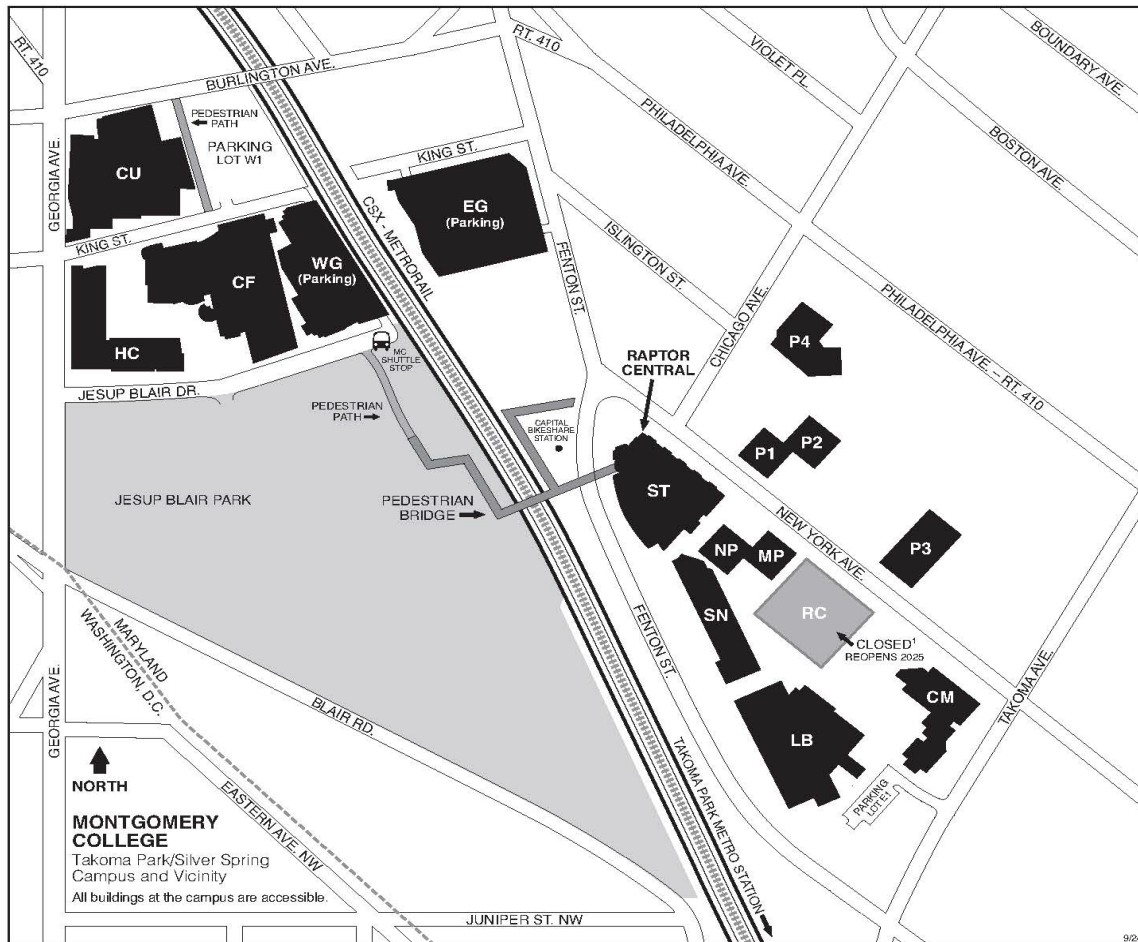 RT. 410
BURLINGTON AVE.
RT. 410
VIOLET PL.
BOUNDARY AVE.
PEDESTRIAN
PATH
PARKING
LOT W1
GEORGIA AVE.
CU
KING ST.
KING ST.
EG
(Parking)
PHILADELPHIA AVE.
BOSTON AVE.
CSX - METRORAIL
CF
WG
(Parking)
HC
FENTON ST.
ISLINGTON ST.
CHICAGO AVE.
PHILADELPHIA AVE. – RT. 410
P4
MC
SHUTTLE
STOP
JESUP BLAIR DR.
RAPTOR
CENTRAL
PEDESTRIAN
PATH
CAPITAL
BIKESHARE
STATION
P1
P2
JESUP BLAIR PARK
PEDESTRIAN
BRIDGE
ST
NEW YORK AVE.
NP
MP
P3
SN
RC
CLOSED¹
REOPENS 2025
FENTON ST.
MARYLAND
WASHINGTON, D.C.
GEORGIA AVE.
BLAIR RD.
LB
CM
TAKOMA AVE.
PARKING
LOT E1
TAKOMA PARK METRO STATION
NORTH
EASTERN AVE. NW
MONTGOMERY
COLLEGE
Takoma Park/Silver Spring
Campus and Vicinity
All buildings at the campus are accessible.
JUNIPER ST. NW